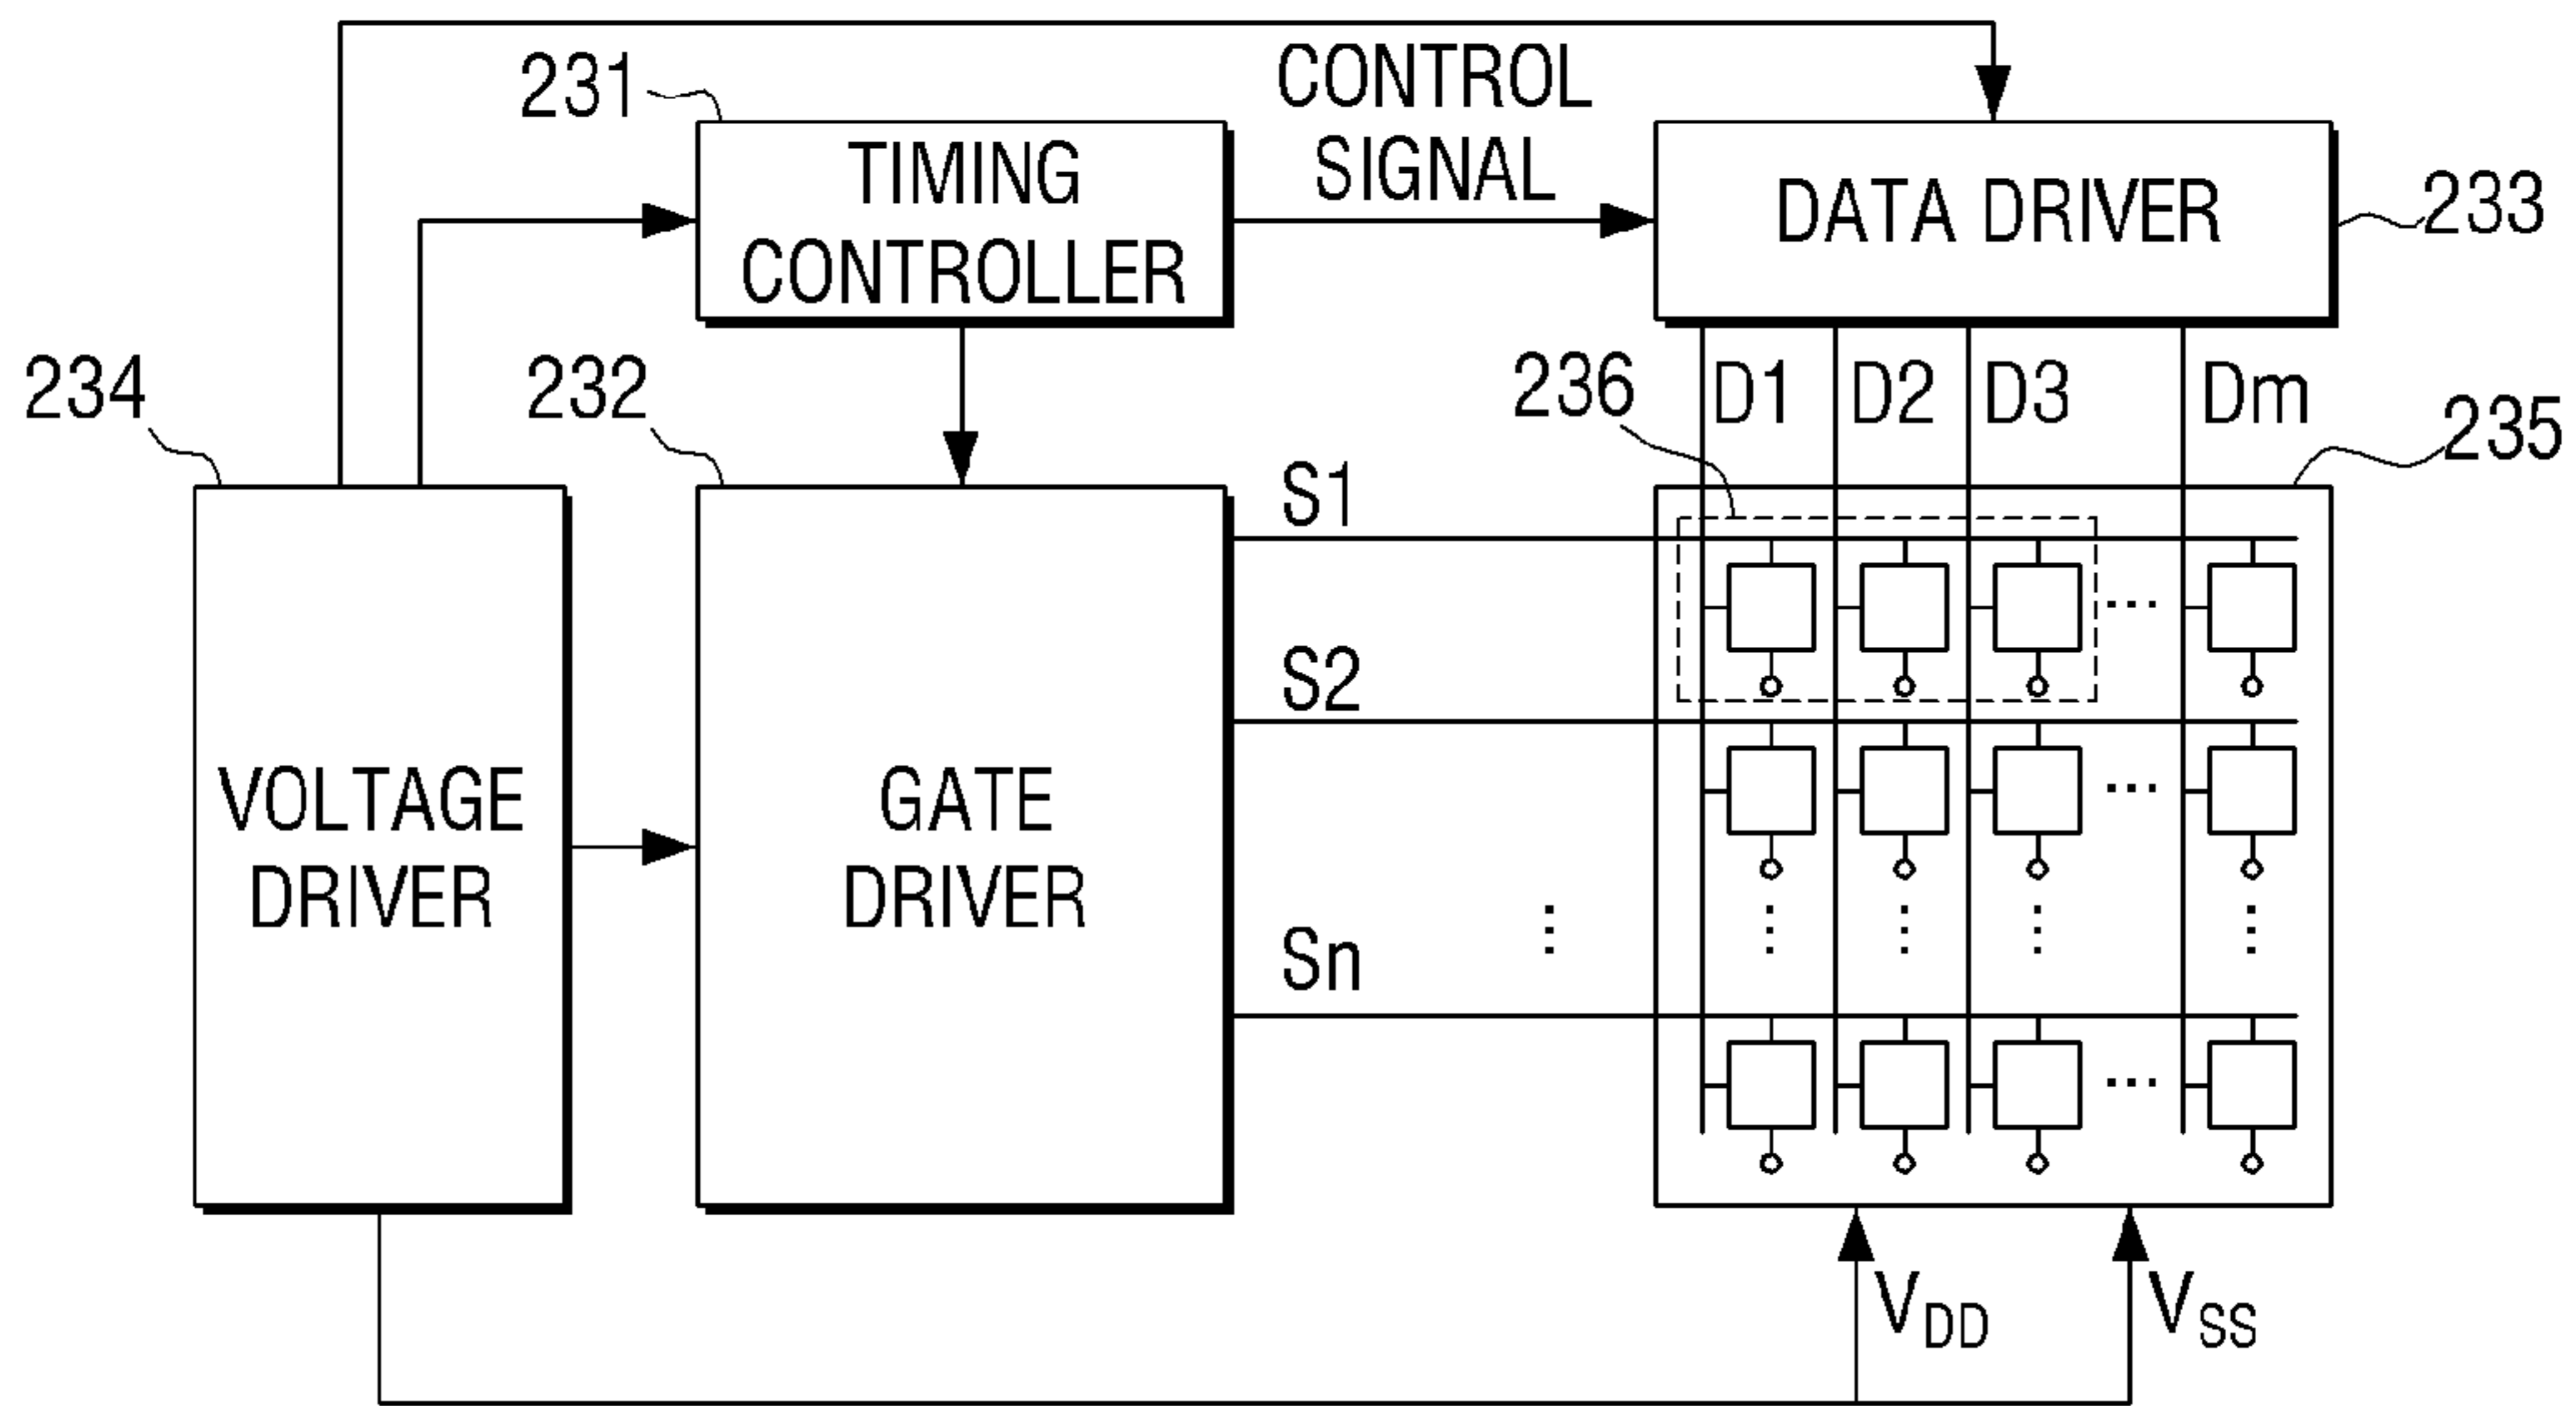 231
CONTROL
SIGNAL
TIMING
CONTROLLER
DATA DRIVER
233
234
232
236
D1
D2
D3
Dm
235
S1
S2
VOLTAGE
DRIVER
GATE
DRIVER
Sn
...
...
...
VDD
VSS